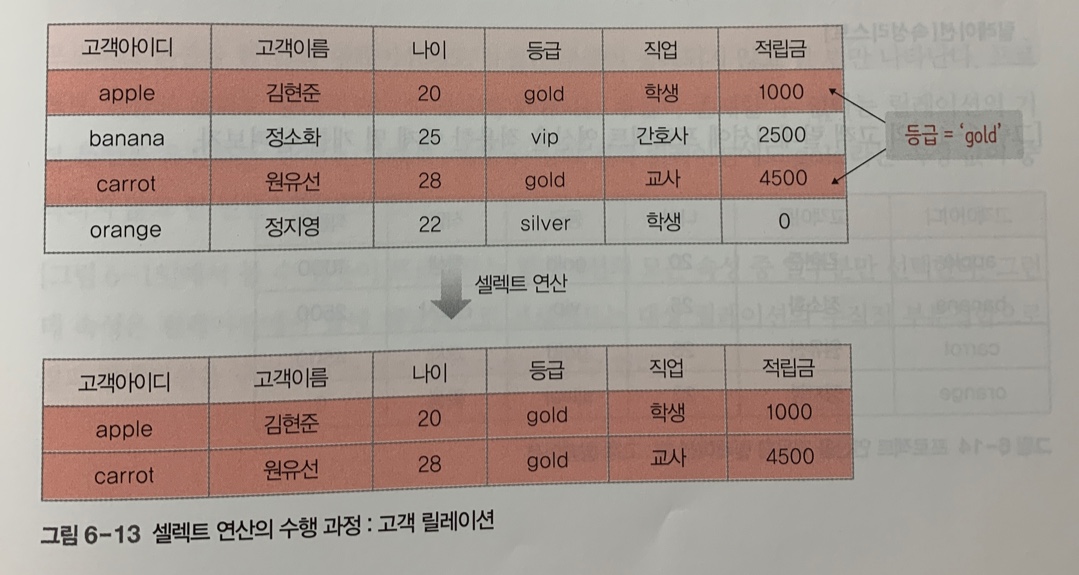 고객아이디 고객이름 나이 등급 직업 적립금
apple 김현준 20 gold 학생 1000
banana 정소화 25 vip 간호사 2500
carrot 원유선 28 gold 교사 4500
orange 정지영 22 silver 학생 0
등급 = ‘gold’
셀렉트 연산
고객아이디 고객이름 나이 등급 직업 적립금
apple 김현준 20 gold 학생 1000
carrot 원유선 28 gold 교사 4500
그림 6-13 셀렉트 연산의 수행 과정 : 고객 릴레이션